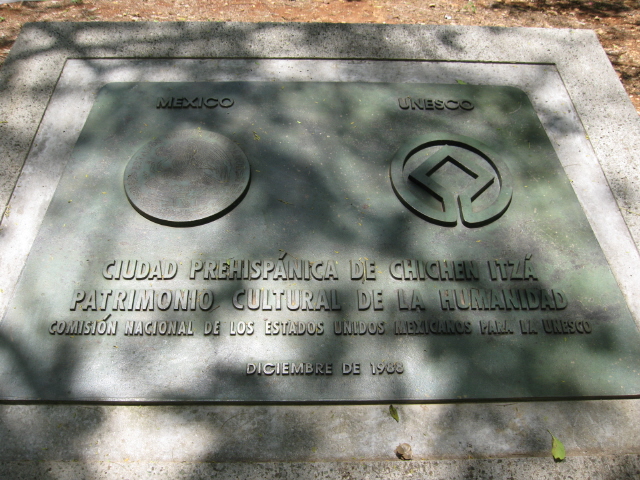 MEXICO UNESCO
CIUDAD PREHISPÁNICA DE CHICHEN ITZÁ
PATRIMONIO CULTURAL DE LA HUMANIDAD
COMISIÓN NACIONAL DE LOS ESTADOS UNIDOS MEXICANOS PARA LA UNESCO
DICIEMBRE DE 1988